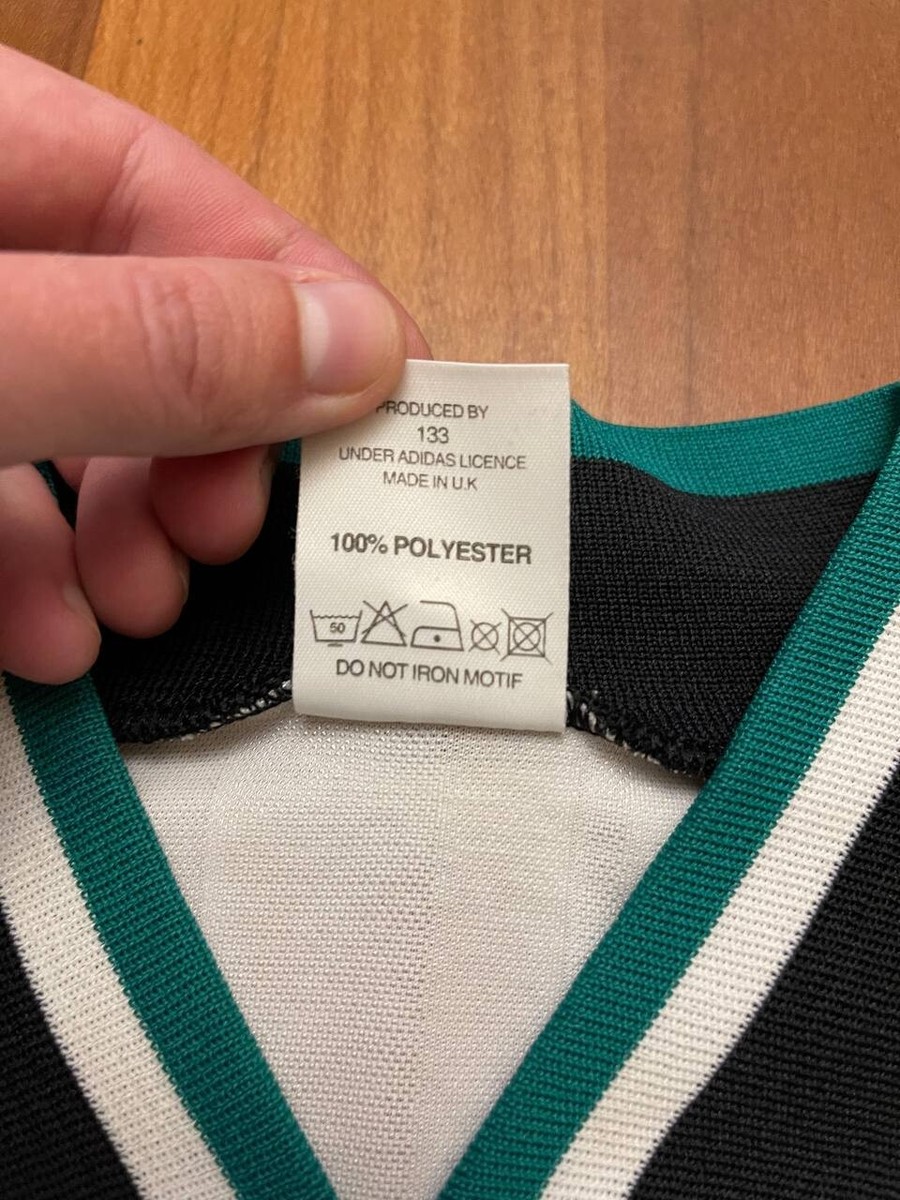 PRODUCED BY
133
UNDER ADIDAS LICENCE
MADE IN U.K
100% POLYESTER
50
DO NOT IRON MOTIF